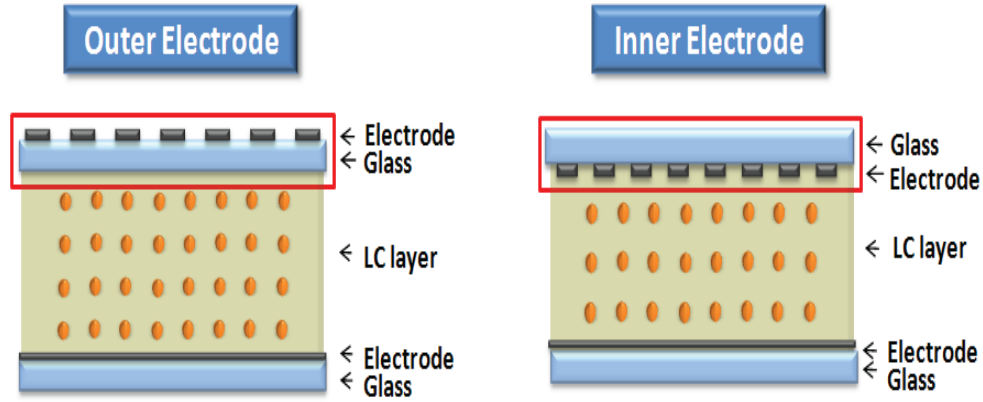 Outer Electrode
Electrode
Glass
LC layer
Electrode
Glass
Inner Electrode
Glass
Electrode
LC layer
Electrode
Glass